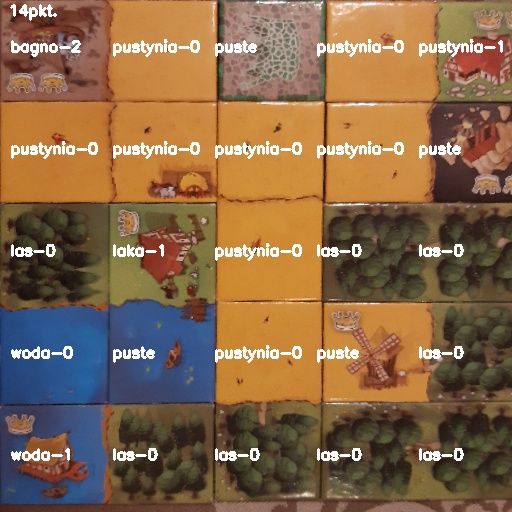 14pkt.
bagno-2 pustynia-0 puste pustynia-0 pustynia-1
pustynia-0 pustynia-0 pustynia-0 pustynia-0 puste
las-0 laka-1 pustynia-0 las-0 las-0
woda-0 puste pustynia-0 puste las-0
woda-1 las-0 las-0 las-0 las-0